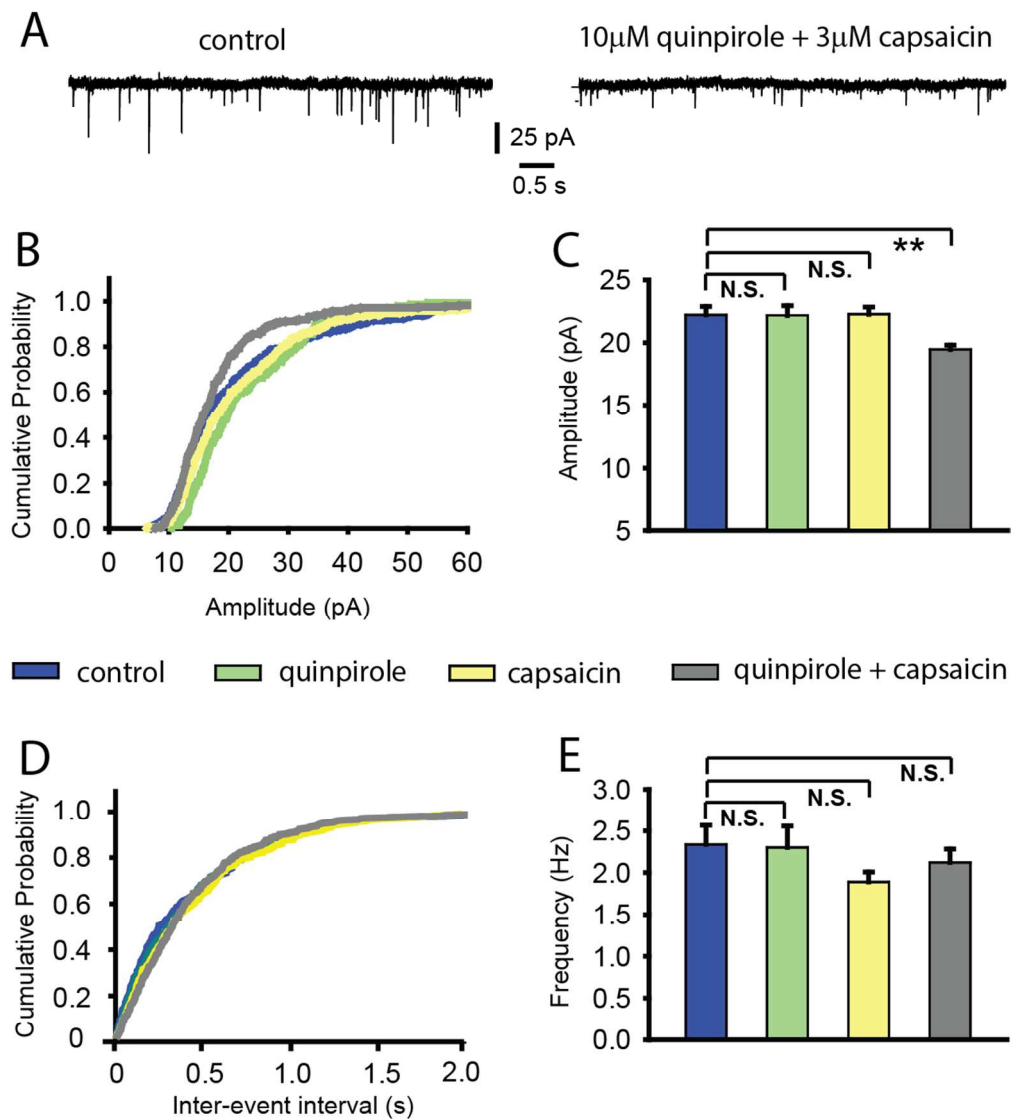 A
control
10µM quinpirole + 3µM capsaicin
25 pA
0.5 s
B
Cumulative Probability
1.0
0.8
0.6
0.4
0.2
0.0
0 10 20 30 40 50 60
Amplitude (pA)
C
**
N.S.
N.S.
Amplitude (pA)
25
20
15
10
5
control quinpirole capsaicin quinpirole + capsaicin
D
Cumulative Probability
1.0
0.8
0.6
0.4
0.2
0
0 0.5 1.0 1.5 2.0
Inter-event interval (s)
E
N.S.
N.S.
N.S.
Frequency (Hz)
3.0
2.5
2.0
1.5
1.0
0.5
0.0